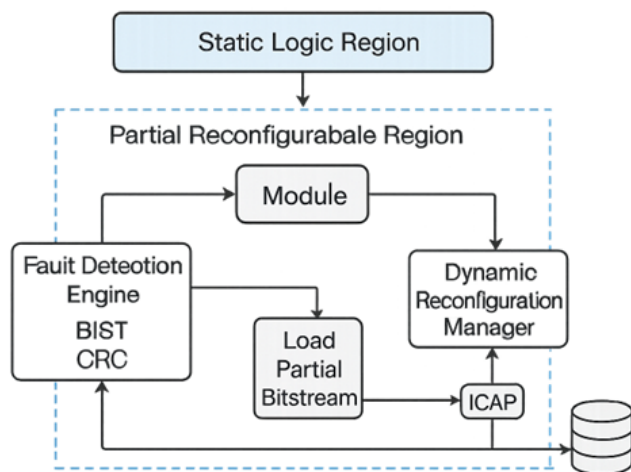 Static Logic Region
Partial Reconfigurabale Region
Module
Fauit Deteotion
Engine
BIST
CRC
Dynamic
Reconfiguration
Manager
Load
Partial
Bitstream
ICAP